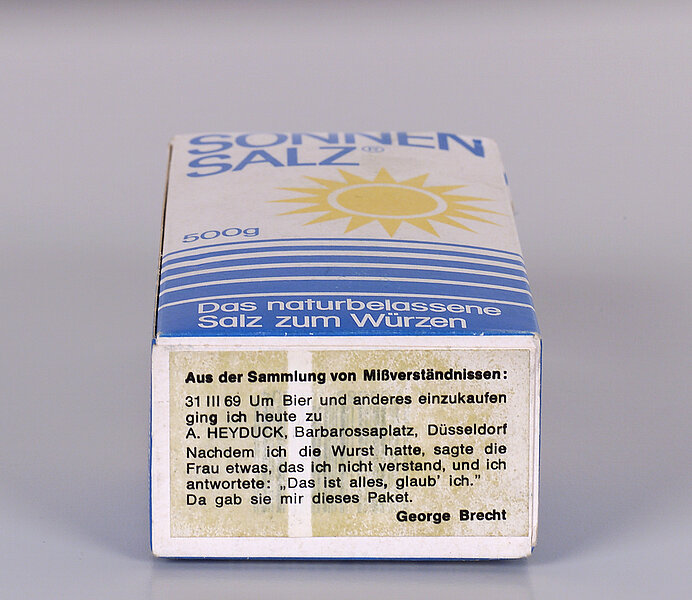 SONNEN
SALZ®
500g
Das naturbelassene
Salz zum Würzen
Aus der Sammlung von Mißverständnissen:
31 III 69 Um Bier und anderes einzukaufen
ging ich heute zu
A. HEYDUCK, Barbarossaplatz, Düsseldorf
Nachdem ich die Wurst hatte, sagte die
Frau etwas, das ich nicht verstand, und ich
antwortete: „Das ist alles, glaub' ich."
Da gab sie mir dieses Paket.
George Brecht